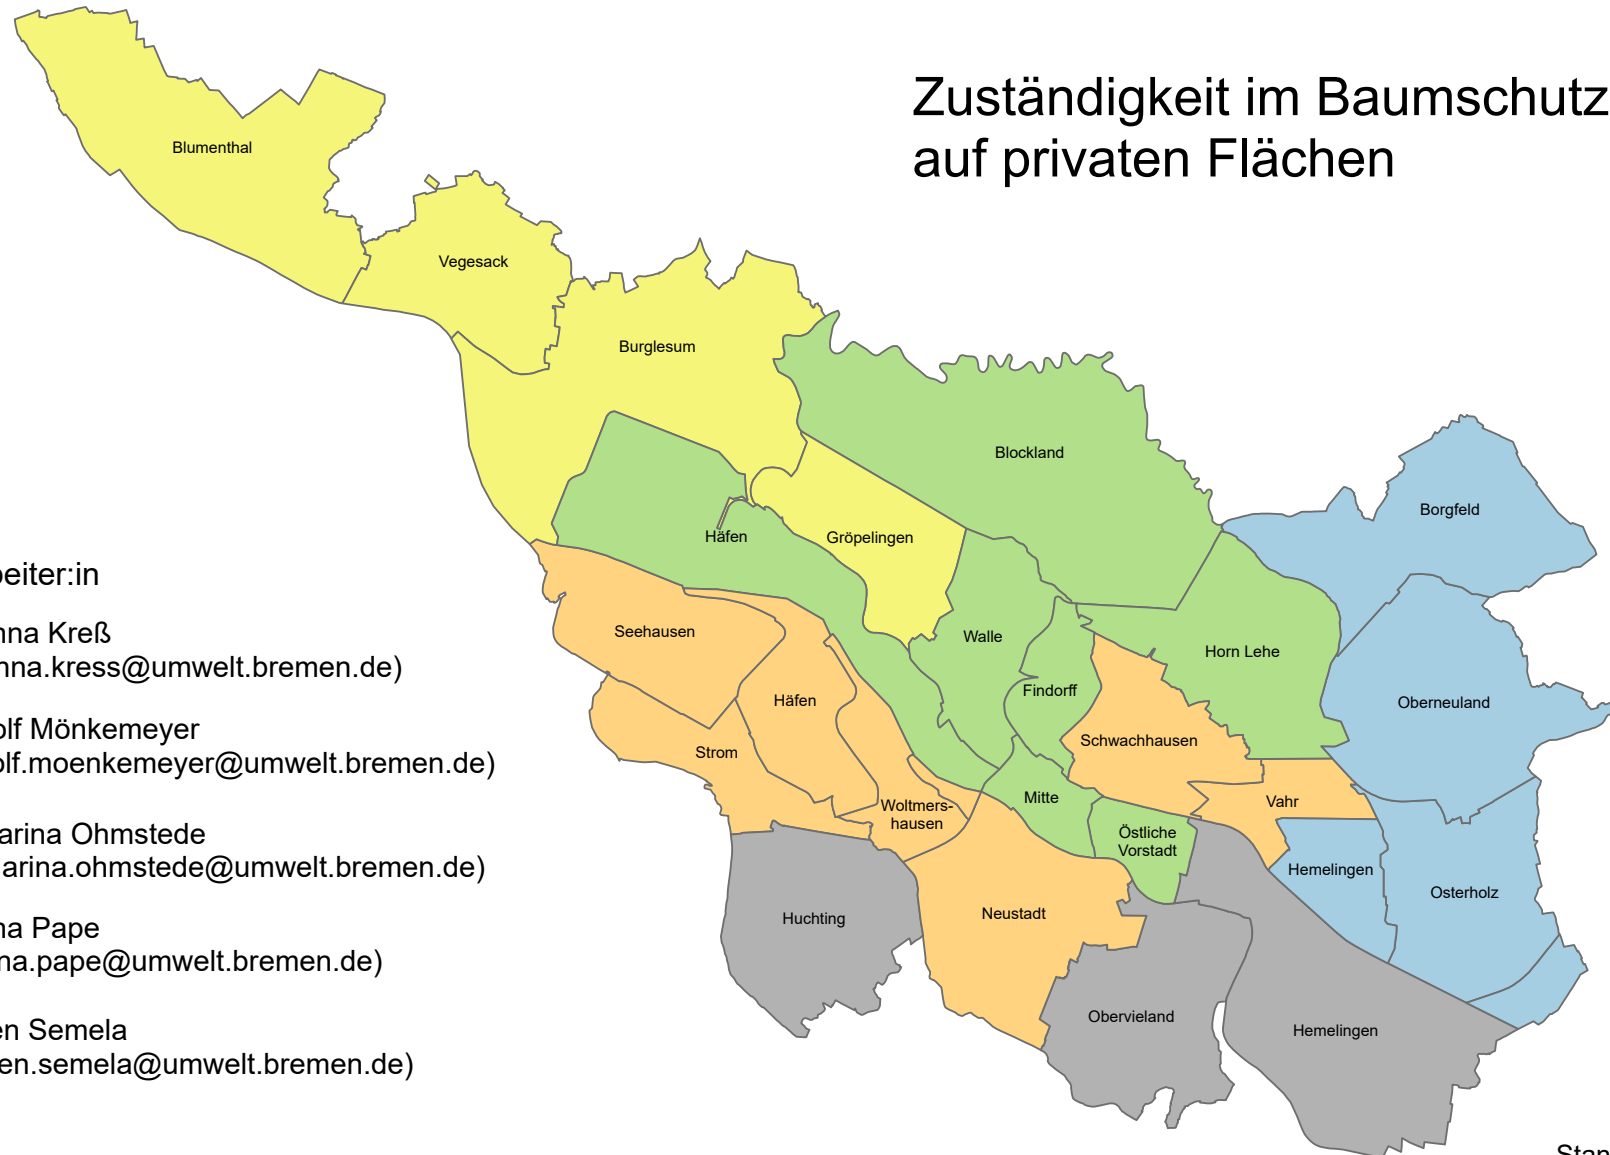 Zuständigkeit im Baumschutz
auf privaten Flächen
Blumenthal
Vegesack
Burglesum
Blockland
Borgfeld
Häfen
Gröpelingen
Seehausen
Walle
Horn Lehe
Findorff
Häfen
Oberneuland
Strom
Schwachhausen
Woltmers-
hausen
Mitte
Vahr
Östliche
Vorstadt
Hemelingen
Osterholz
Huchting
Neustadt
Obervieland
Hemelingen
beiter:in
nna Kreß
nna.kress@umwelt.bremen.de)
olf Mönkemeyer
olf.moenkemeyer@umwelt.bremen.de)
arina Ohmstede
arina.ohmstede@umwelt.bremen.de)
na Pape
na.pape@umwelt.bremen.de)
en Semela
en.semela@umwelt.bremen.de)